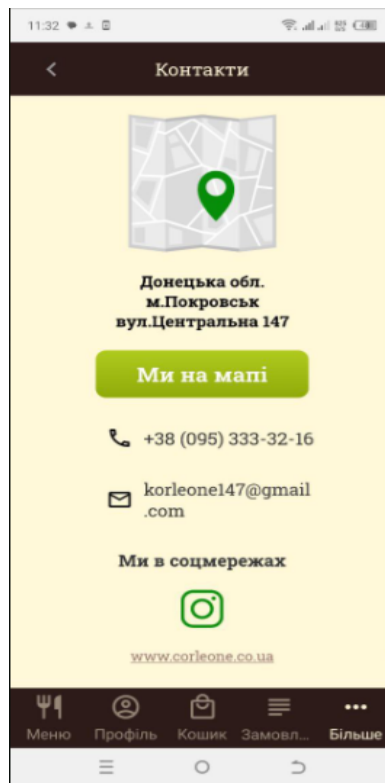 11:32
Контакти
Донецька обл.
м.Покровськ
вул.Центральна 147
Ми на мапі
+38 (095) 333-32-16
korleone147@gmail
.com
Ми в соцмережах
www.corleone.co.ua
Меню Профіль Кошик Замовл... Більше